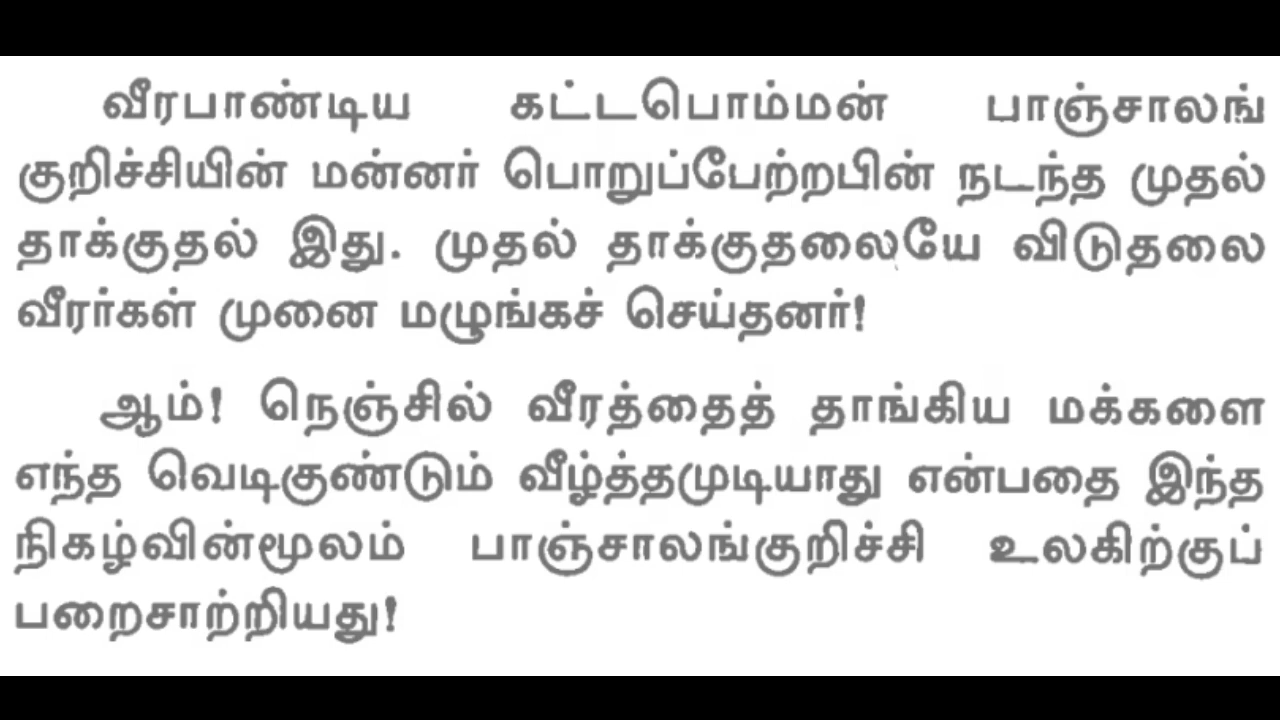 வீரபாண்டிய கட்டபொம்மன் பாஞ்சாலங்
குறிச்சியின் மன்னர் பொறுப்பேற்றபின் நடந்த முதல்
தாக்குதல் இது. முதல் தாக்குதலையே விடுதலை
வீரர்கள் முனை மழுங்கச் செய்தனர்!
ஆம்! நெஞ்சில் வீரத்தைத் தாங்கிய மக்களை
எந்த வெடிகுண்டும் வீழ்த்தமுடியாது என்பதை இந்த
நிகழ்வின்மூலம் பாஞ்சாலங்குறிச்சி உலகிற்குப்
பறைசாற்றியது!